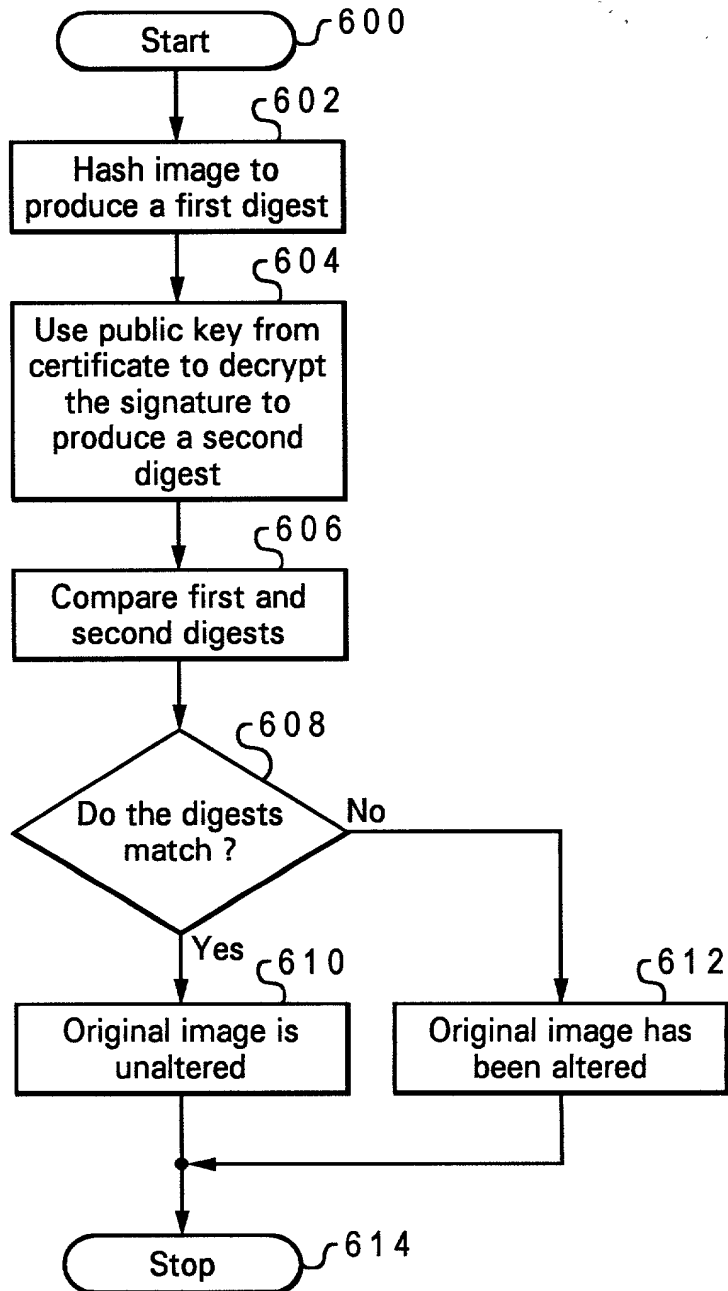 Start
600
602
Hash image to
produce a first digest
604
Use public key from
certificate to decrypt
the signature to
produce a second
digest
606
Compare first and
second digests
608
Do the digests
match ?
No
Yes
610
Original image is
unaltered
612
Original image has
been altered
Stop
614